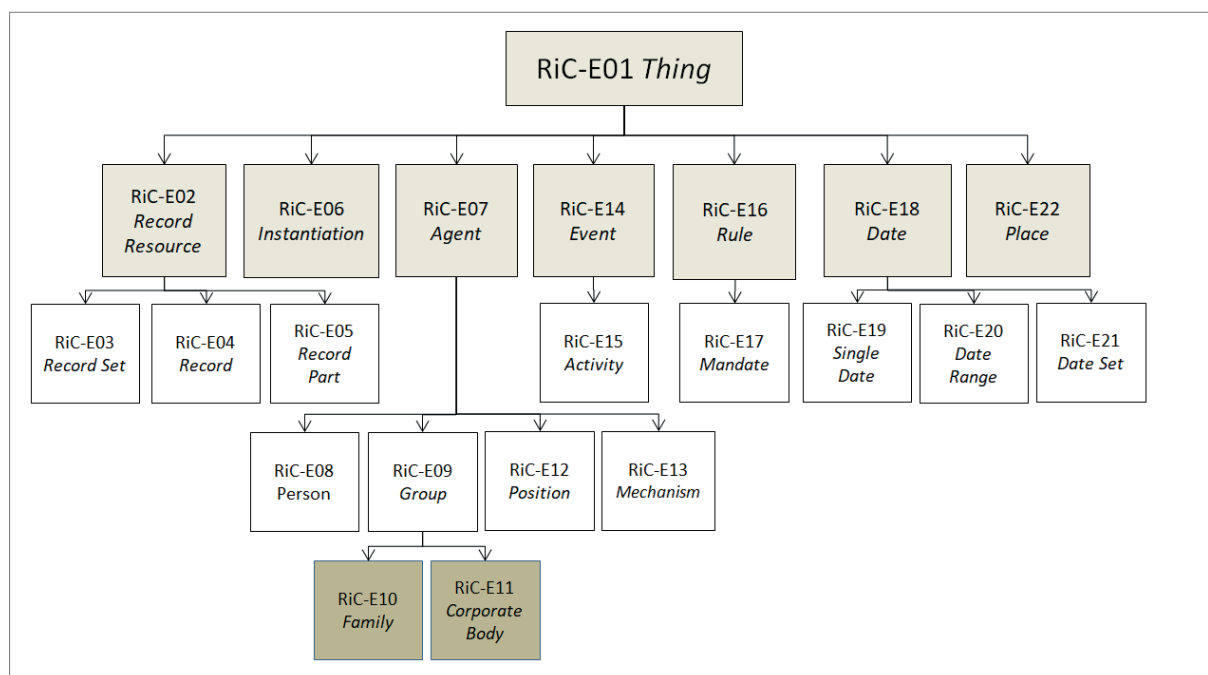 RiC-E01 Thing
RiC-E02
Record
Resource
RiC-E06
Instantiation
RiC-E07
Agent
RiC-E14
Event
RiC-E16
Rule
RiC-E18
Date
RiC-E22
Place
RiC-E03
Record Set
RiC-E04
Record
RiC-E05
Record
Part
RiC-E15
Activity
RiC-E17
Mandate
RiC-E19
Single
Date
RiC-E20
Date
Range
RiC-E21
Date Set
RiC-E08
Person
RiC-E09
Group
RiC-E12
Position
RiC-E13
Mechanism
RiC-E10
Family
RiC-E11
Corporate
Body